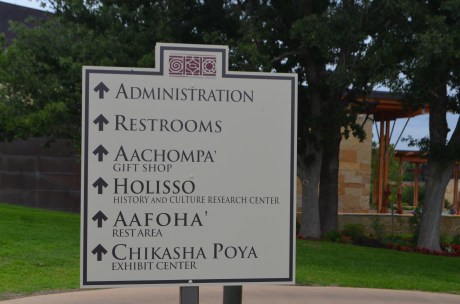 ADMINISTRATION
RESTROOMS
AACHOMPA'
GIFT SHOP
HOLISSO
HISTORY AND CULTURE RESEARCH CENTER
AAFOHA'
REST AREA
CHIKASHA POYA
EXHIBIT CENTER